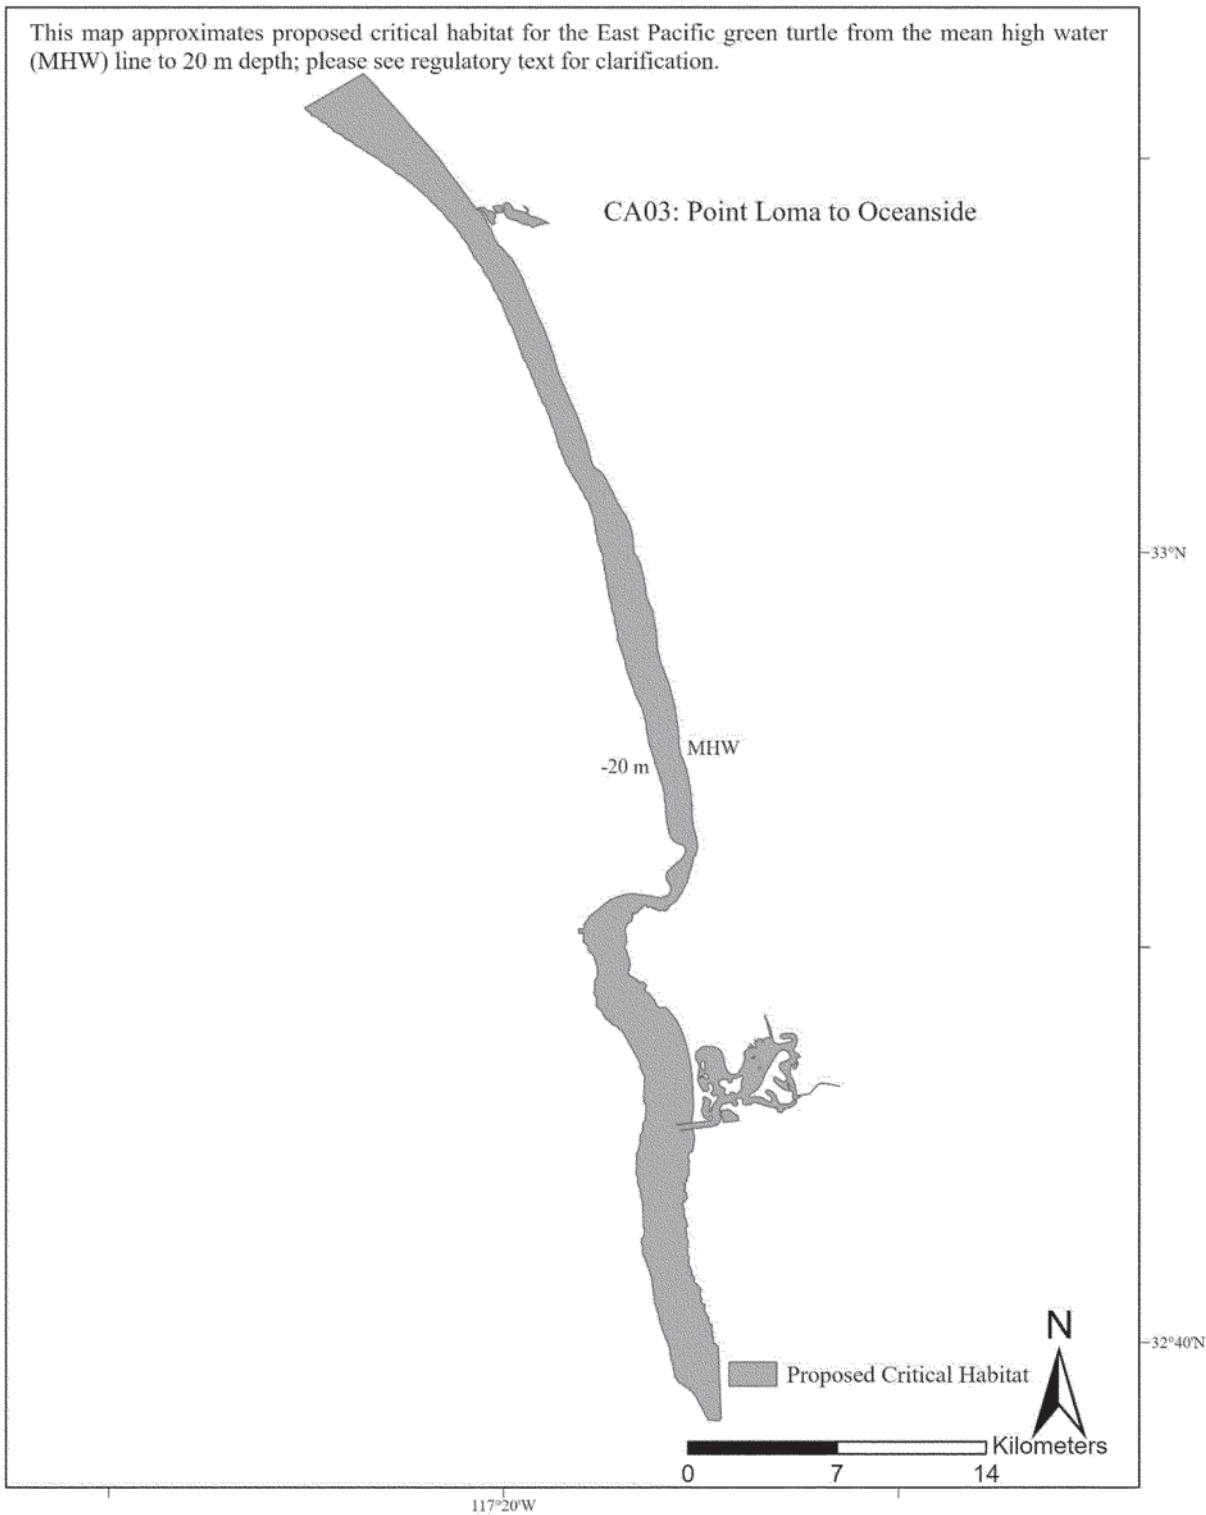 This map approximates proposed critical habitat for the East Pacific green turtle from the mean high water
(MHW) line to 20 m depth; please see regulatory text for clarification.
CA03: Point Loma to Oceanside
33°N
MHW
-20 m
N
32°40'N
Proposed Critical Habitat
Kilometers
0 7 14
117°20'W